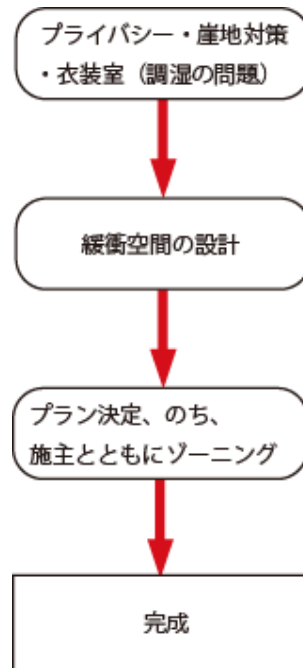 プライバシー・崖地対策
・衣装室（調湿の問題）
緩衝空間の設計
プラン決定、のち、
施主とともにゾーニング
完成